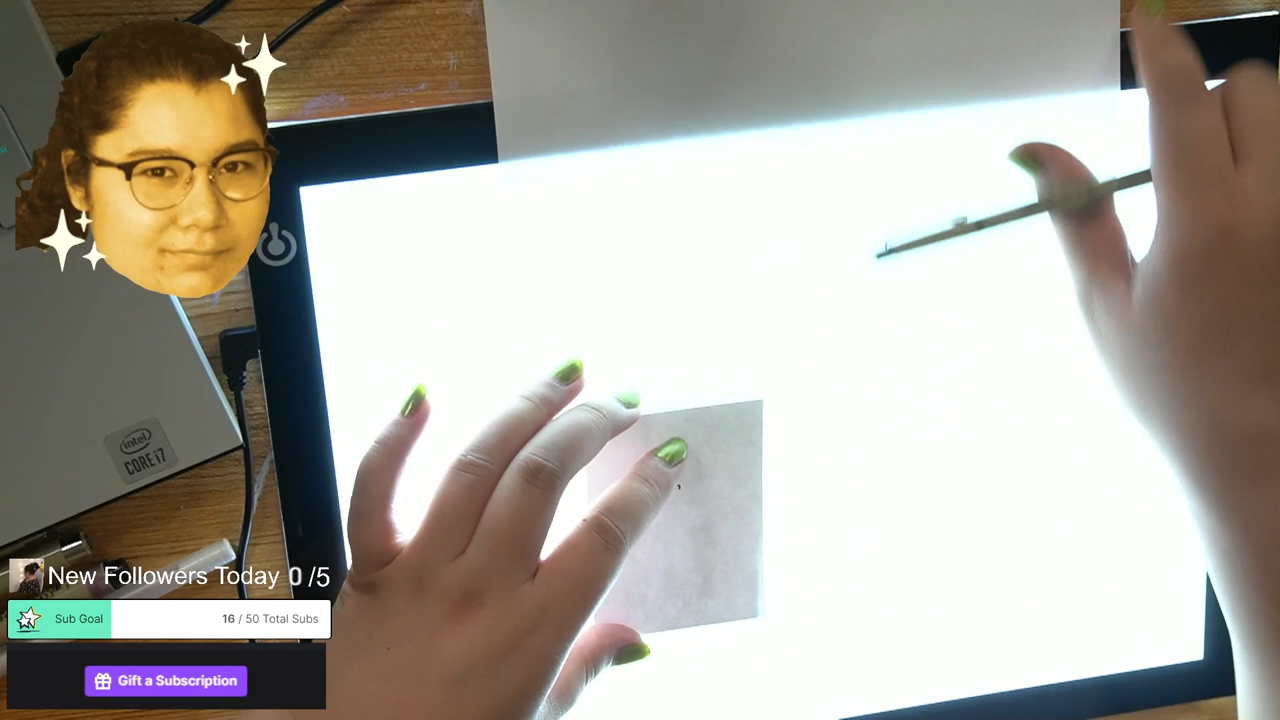 intel
CORE i7
New Followers Today 0 /5
Sub Goal
16 / 50 Total Subs
Gift a Subscription